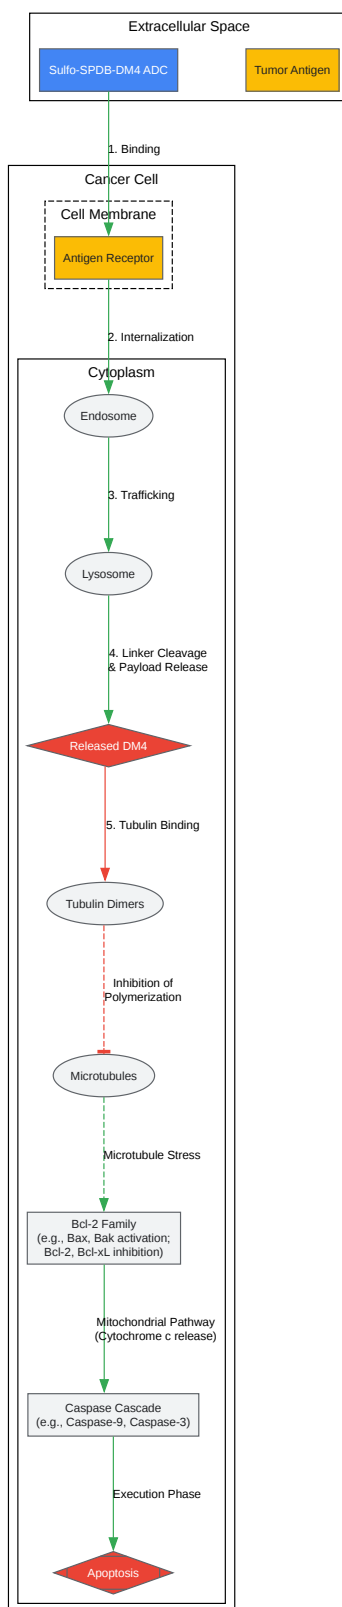 Extracellular Space
Sulfo-SPDB-DM4 ADC
Tumor Antigen
1. Binding
Cancer Cell
Cell Membrane
Antigen Receptor
2. Internalization
Cytoplasm
Endosome
3. Trafficking
Lysosome
4. Linker Cleavage
& Payload Release
Released DM4
5. Tubulin Binding
Tubulin Dimers
Inhibition of
Polymerization
Microtubules
Microtubule Stress
Bcl-2 Family
(e.g., Bax, Bak activation;
Bcl-2, Bcl-xL inhibition)
Mitochondrial Pathway
(Cytochrome c release)
Caspase Cascade
(e.g., Caspase-9, Caspase-3)
Execution Phase
Apoptosis